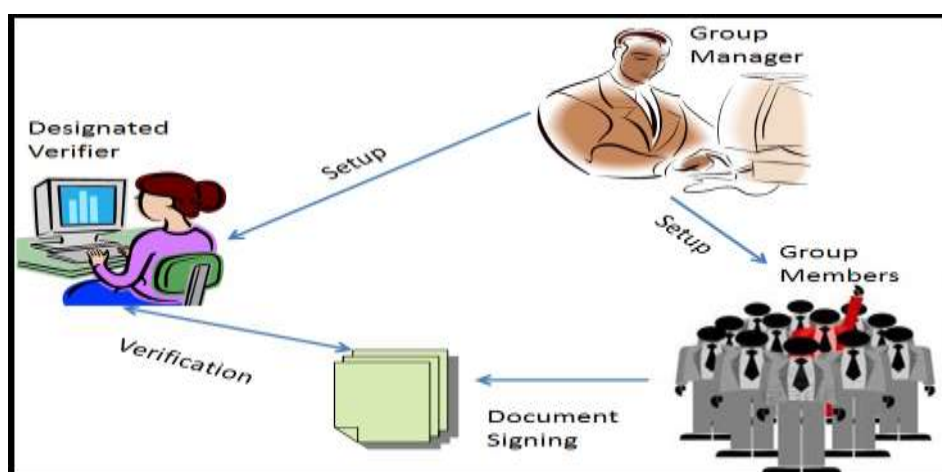 Group
Manager
Designated
Verifier
Setup
Setup
Group
Members
Verification
Document
Signing